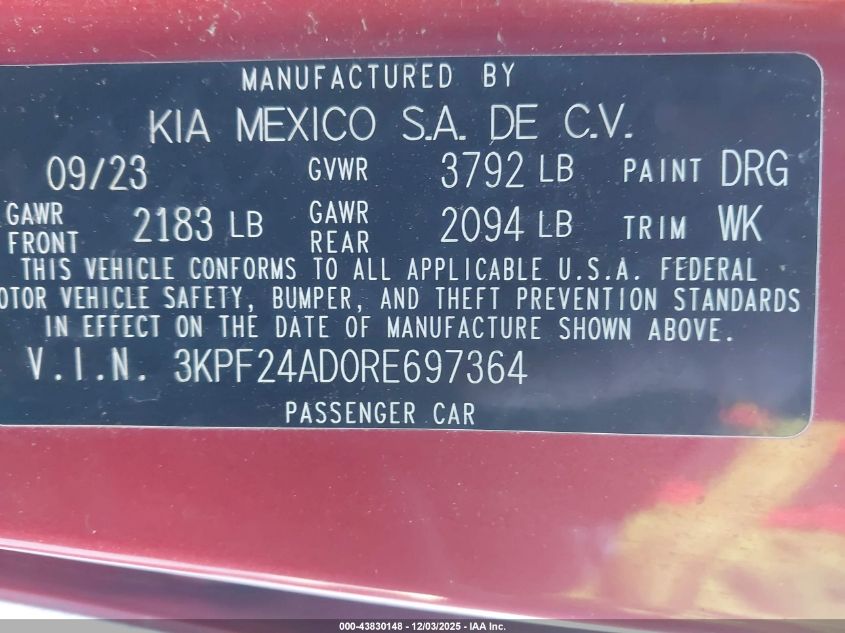 MANUFACTURED BY
KIA MEXICO S.A. DE C.V.
09/23 GVWR 3792 LB PAINT DRG
GAWR FRONT 2183 LB GAWR REAR 2094 LB TRIM WK
THIS VEHICLE CONFORMS TO ALL APPLICABLE U.S.A. FEDERAL
OTOR VEHICLE SAFETY, BUMPER, AND THEFT PREVENTION STANDARDS
IN EFFECT ON THE DATE OF MANUFACTURE SHOWN ABOVE.
V.I.N. 3KPF24AD0RE697364
PASSENGER CAR
000-43830148 - 12/03/2025 - IAA Inc.